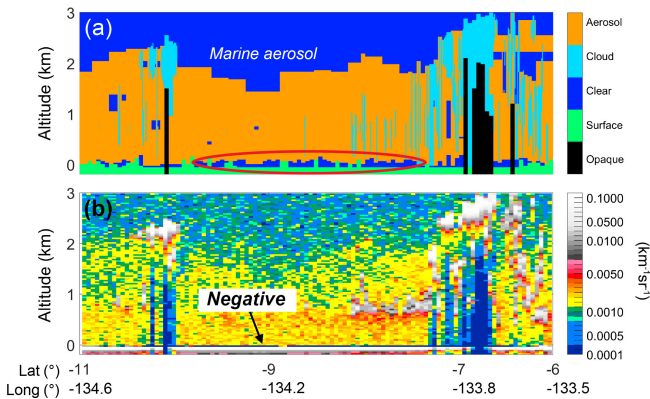 (a)
Marine aerosol
Altitude (km)
3
2
1
0
Aerosol
Cloud
Clear
Surface
Opaque
(b)
Negative
Altitude (km)
3
2
1
0
0.1000
0.0500
0.0100
0.0050
0.0010
0.0005
0.0001
(km⁻¹sr⁻¹)
Lat (°) -11 -9 -7 -6
Long (°) -134.6 -134.2 -133.8 -133.5